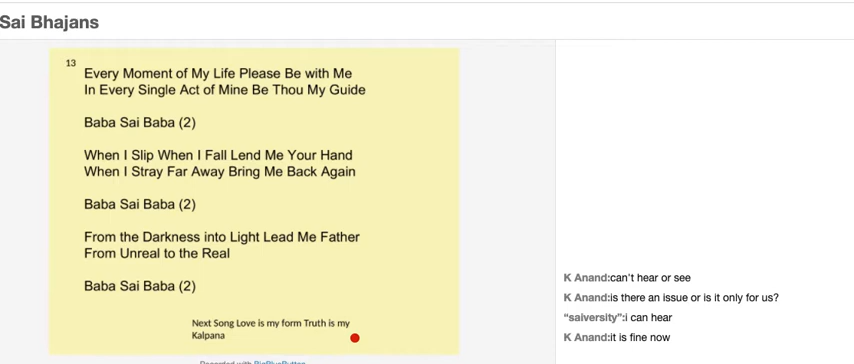 Sai Bhajans
13
Every Moment of My Life Please Be with Me
In Every Single Act of Mine Be Thou My Guide
Baba Sai Baba (2)
When I Slip When I Fall Lend Me Your Hand
When I Stray Far Away Bring Me Back Again
Baba Sai Baba (2)
From the Darkness into Light Lead Me Father
From Unreal to the Real
Baba Sai Baba (2)
Next Song Love is my form Truth is my
Kalpana
Recorded with BigBlueButton
K Anand:can't hear or see
K Anand:is there an issue or is it only for us?
“saiversity”:i can hear
K Anand:it is fine now